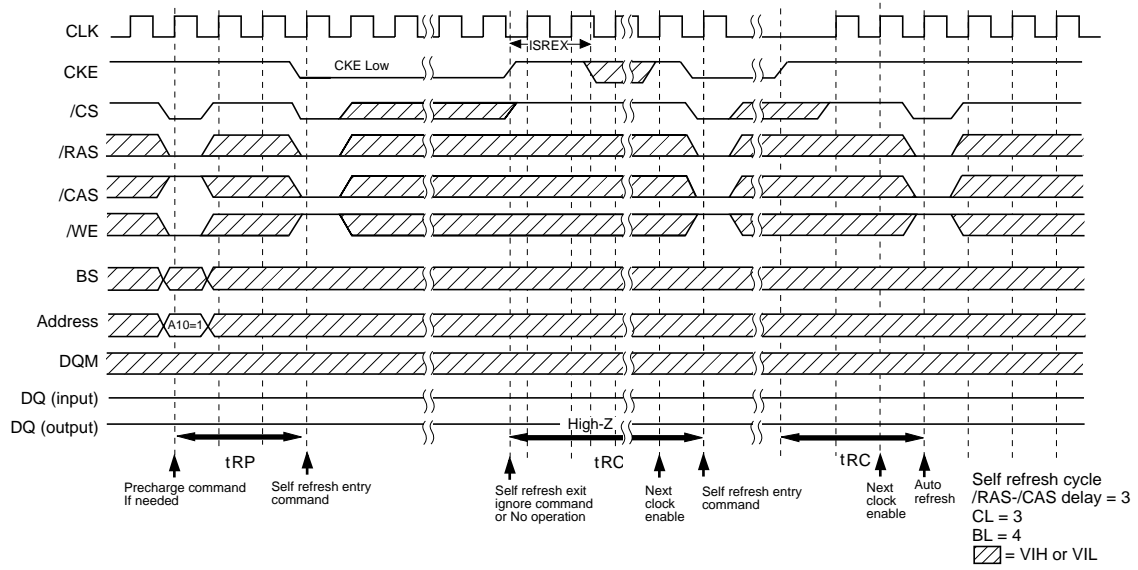 CLK
lSREX
CKE
CKE Low
/CS
/RAS
/CAS
/WE
BS
Address
A10=1
DQM
DQ (input)
DQ (output)
High-Z
tRP
tRC
tRC
Precharge command
If needed
Self refresh entry
command
Self refresh exit
ignore command
or No operation
Next
clock
enable
Self refresh entry
command
Next
clock
enable
Auto
refresh
Self refresh cycle
/RAS-/CAS delay = 3
CL = 3
BL = 4
= VIH or VIL